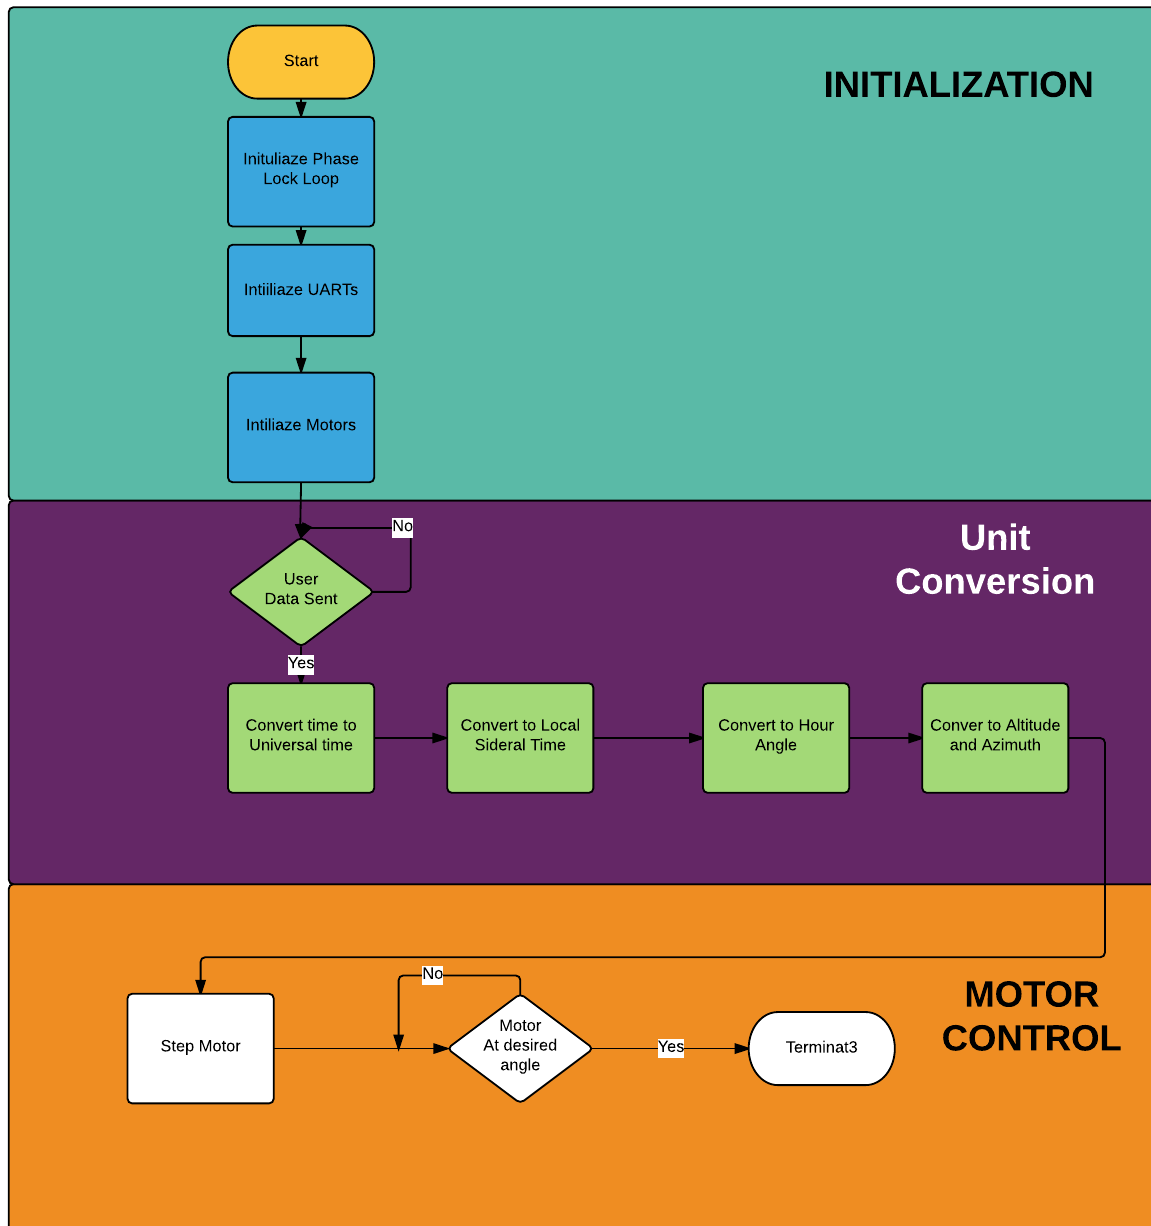 Start
INITIALIZATION
Inituliaze Phase
Lock Loop
Intiiliaze UARTs
Intiliaze Motors
No
Unit
Conversion
User
Data Sent
Yes
Convert time to
Universal time
Convert to Local
Sideral Time
Convert to Hour
Angle
Conver to Altitude
and Azimuth
No
MOTOR
CONTROL
Step Motor
Motor
At desired
angle
Yes
Terminat3